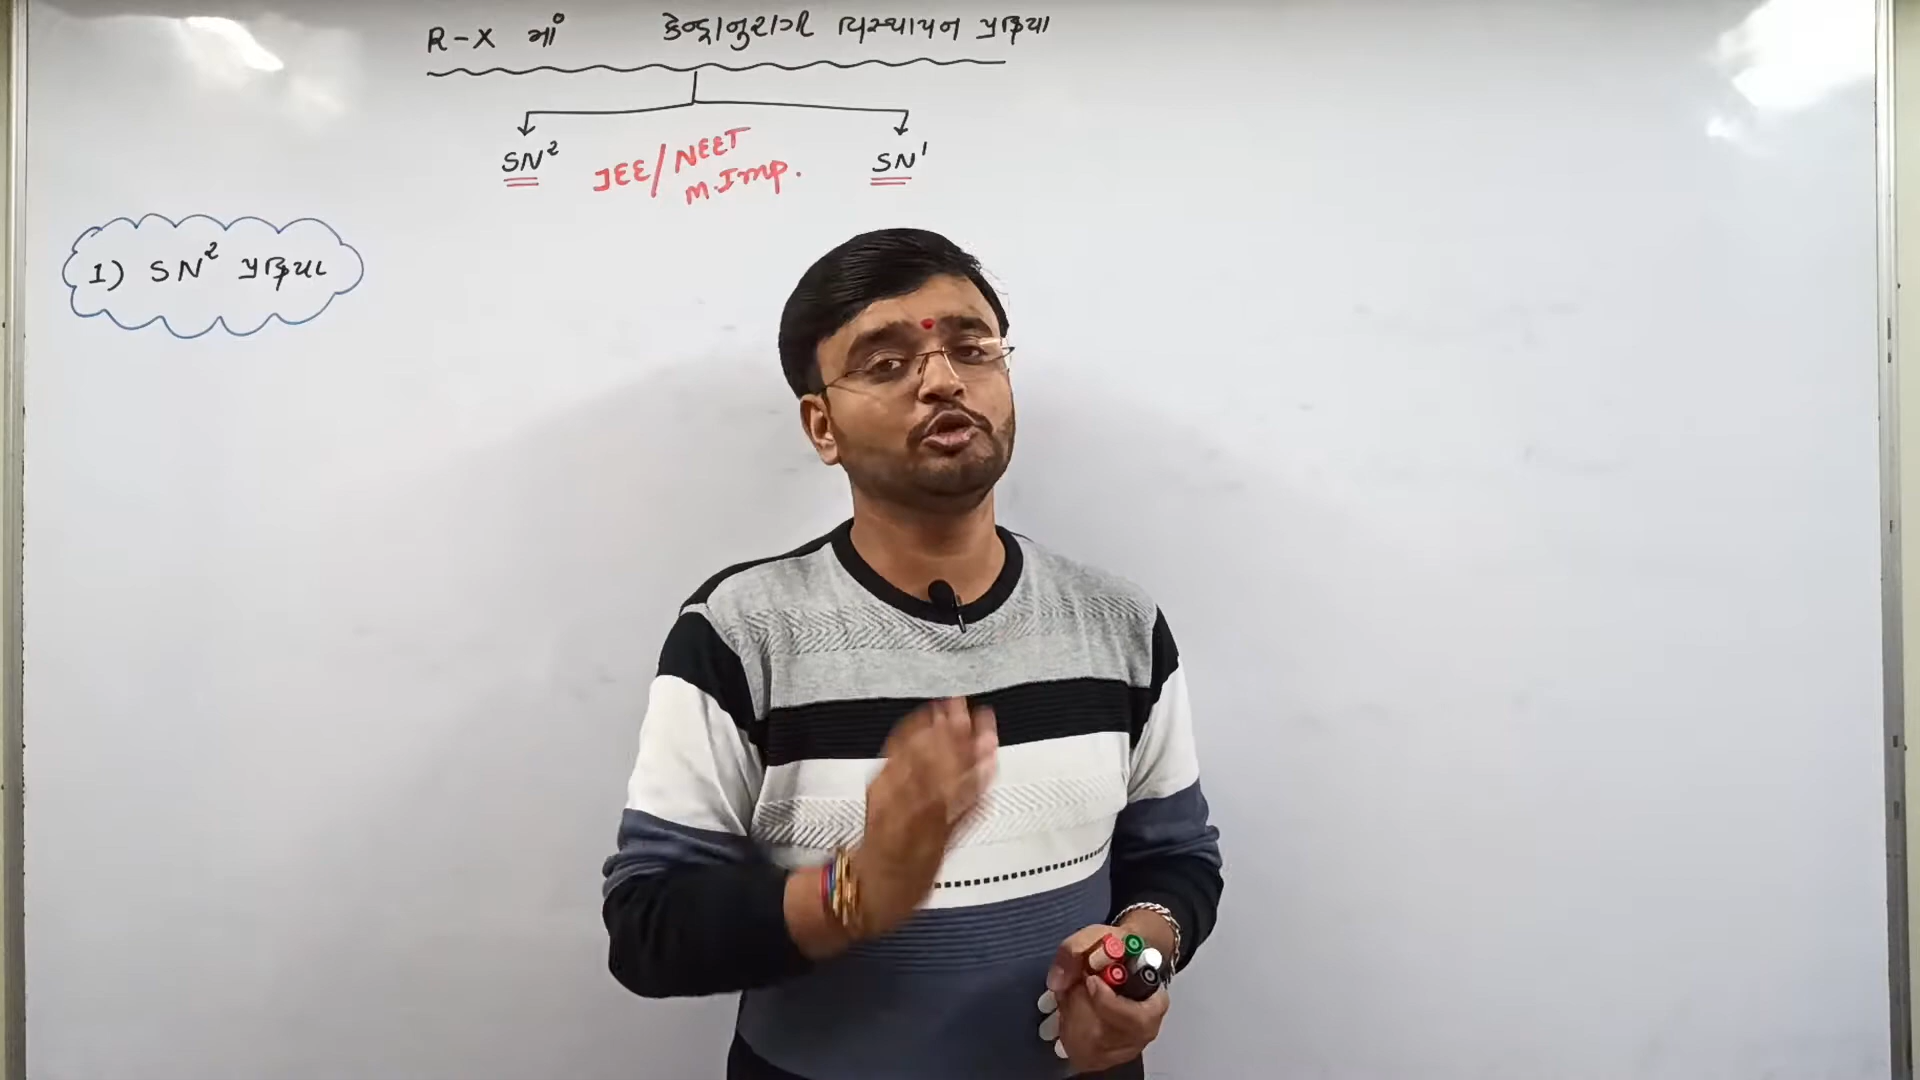 R-X માં કેન્દ્રાનુરાગી વિસ્થાપન પ્રક્રિયા
SN² JEE/NEET SN¹
M.Imp.
1) SN² પ્રક્રિયા